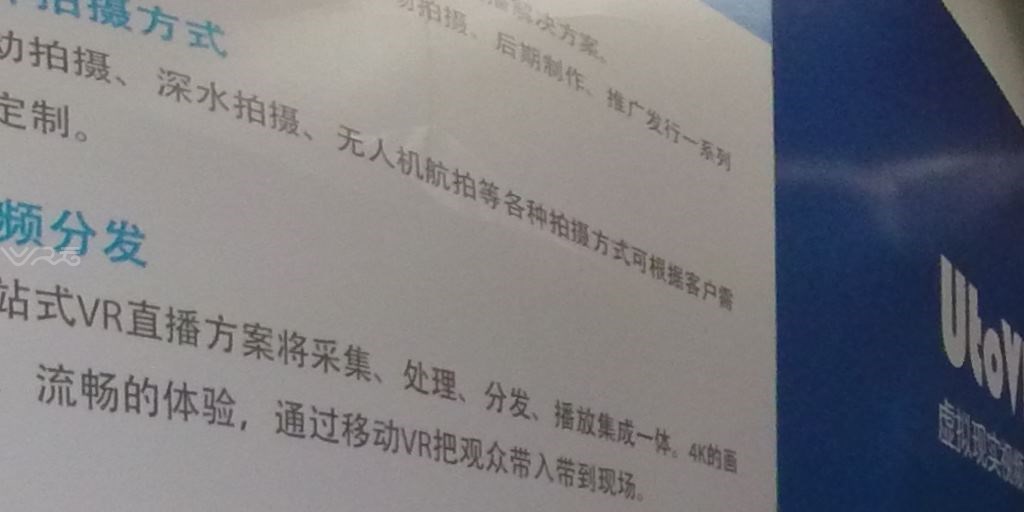 解决方案。
拍摄、后期制作、推广发行一系列
拍摄方式
动拍摄、深水拍摄、无人机航拍等各种拍摄方式可根据客户需
定制。
频分发
站式VR直播方案将采集、处理、分发、播放集成一体。4K的画
流畅的体验，通过移动VR把观众带入带到现场。
UtoV
虚拟现实视频